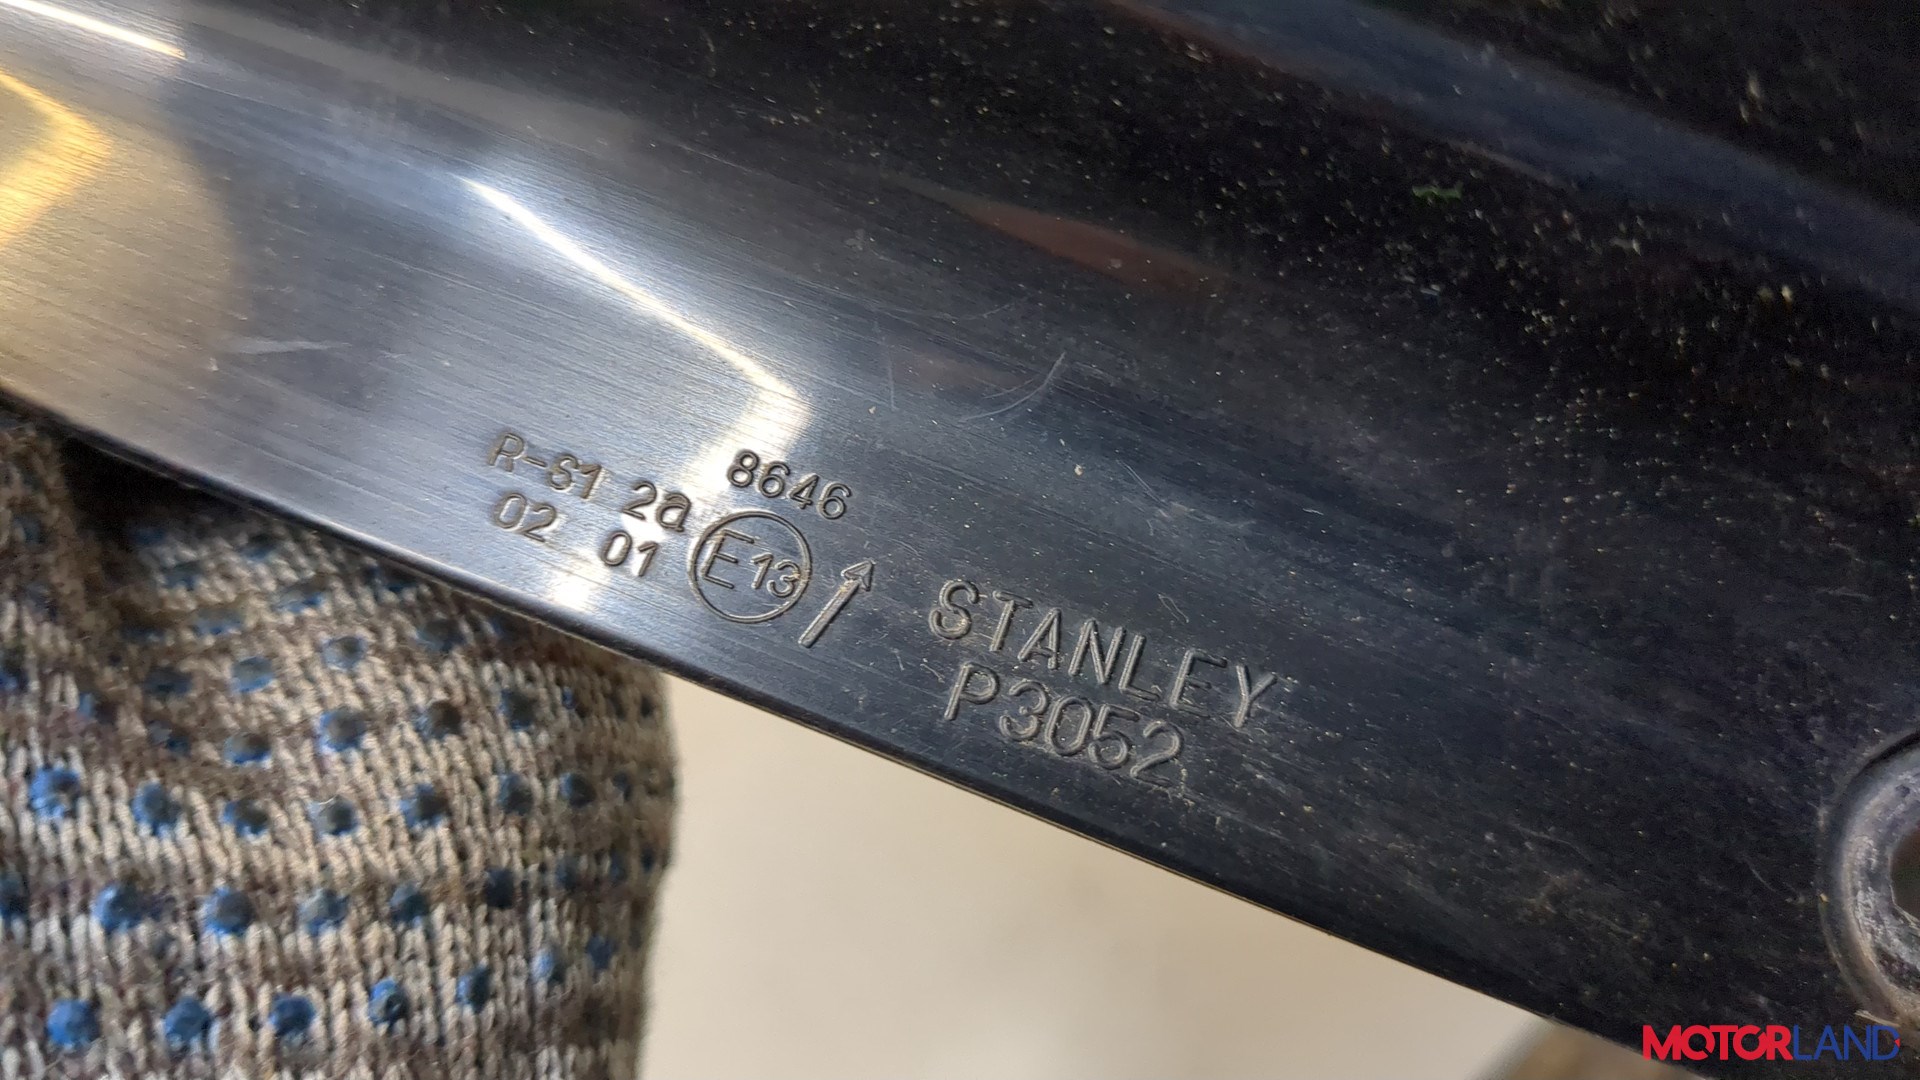 8646
R-S1 2a
02 01
E13
STANLEY
P3052
MOTORLAND